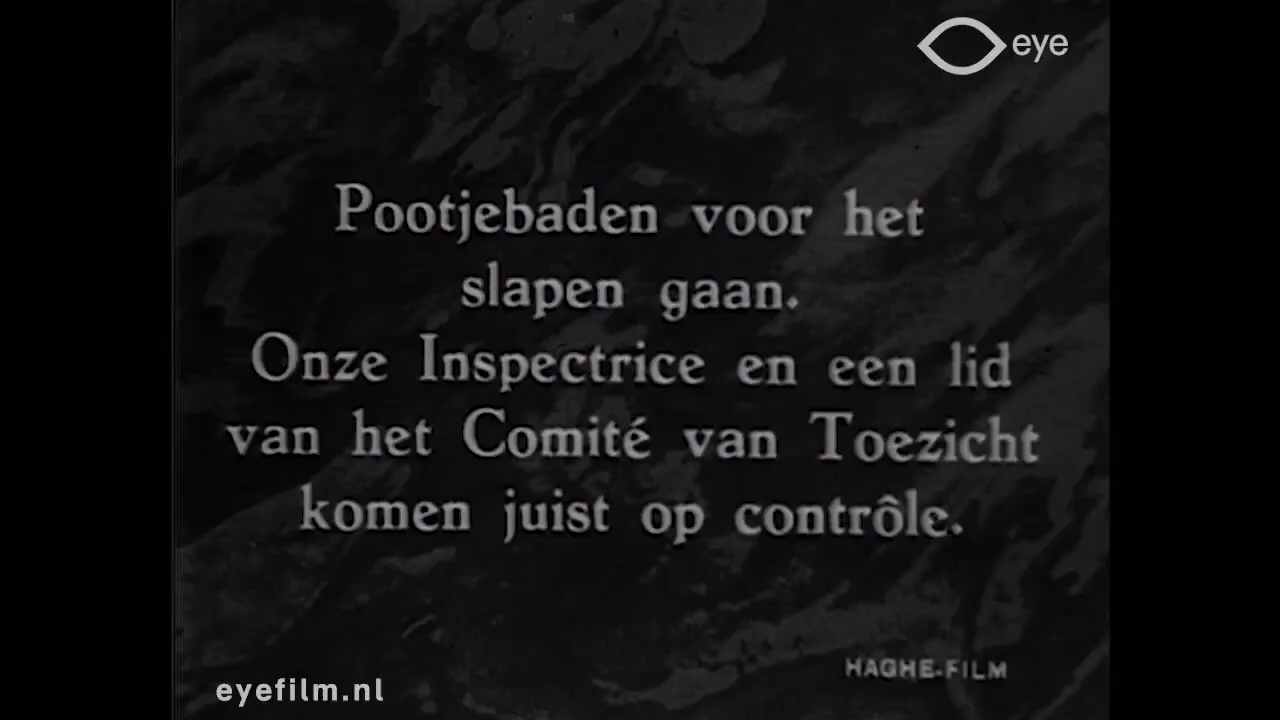 eye
Pootjebaden voor het
slapen gaan.
Onze Inspectrice en een lid
van het Comité van Toezicht
komen juist op contrôle.
HAGHE-FILM
eyefilm.nl